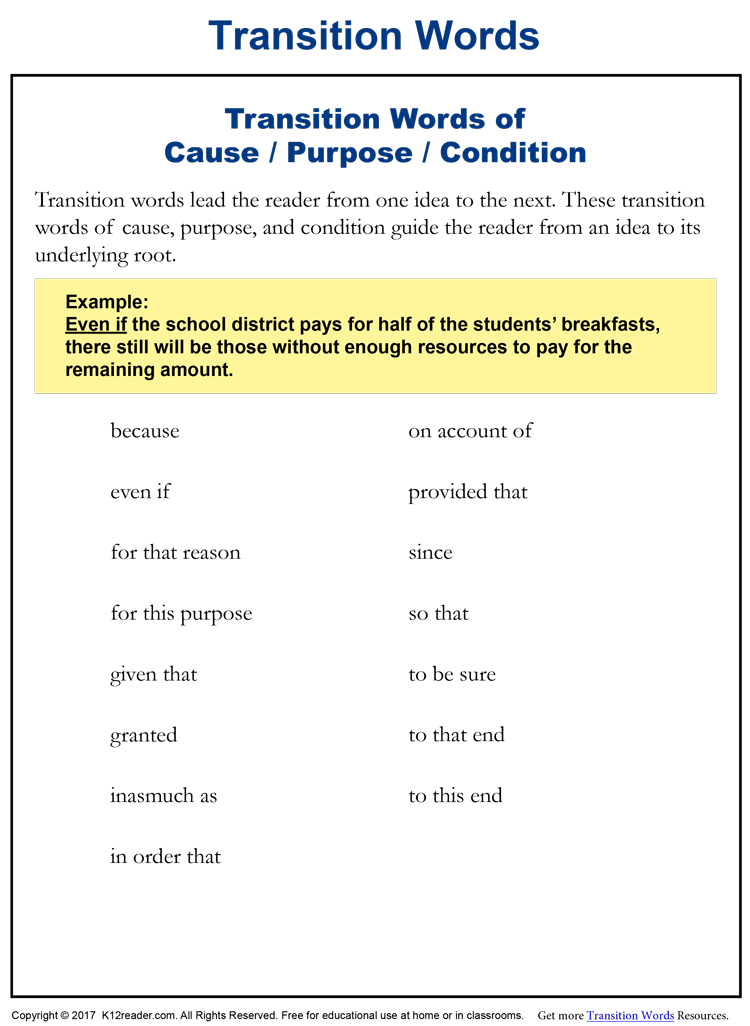 Transition Words
Transition Words of
Cause / Purpose / Condition
Transition words lead the reader from one idea to the next. These transition
words of cause, purpose, and condition guide the reader from an idea to its
underlying root.
Example:
Even if the school district pays for half of the students’ breakfasts,
there still will be those without enough resources to pay for the
remaining amount.
because
even if
for that reason
for this purpose
given that
granted
inasmuch as
in order that
on account of
provided that
since
so that
to be sure
to that end
to this end
Copyright © 2017 K12reader.com. All Rights Reserved. Free for educational use at home or in classrooms. Get more Transition Words Resources.